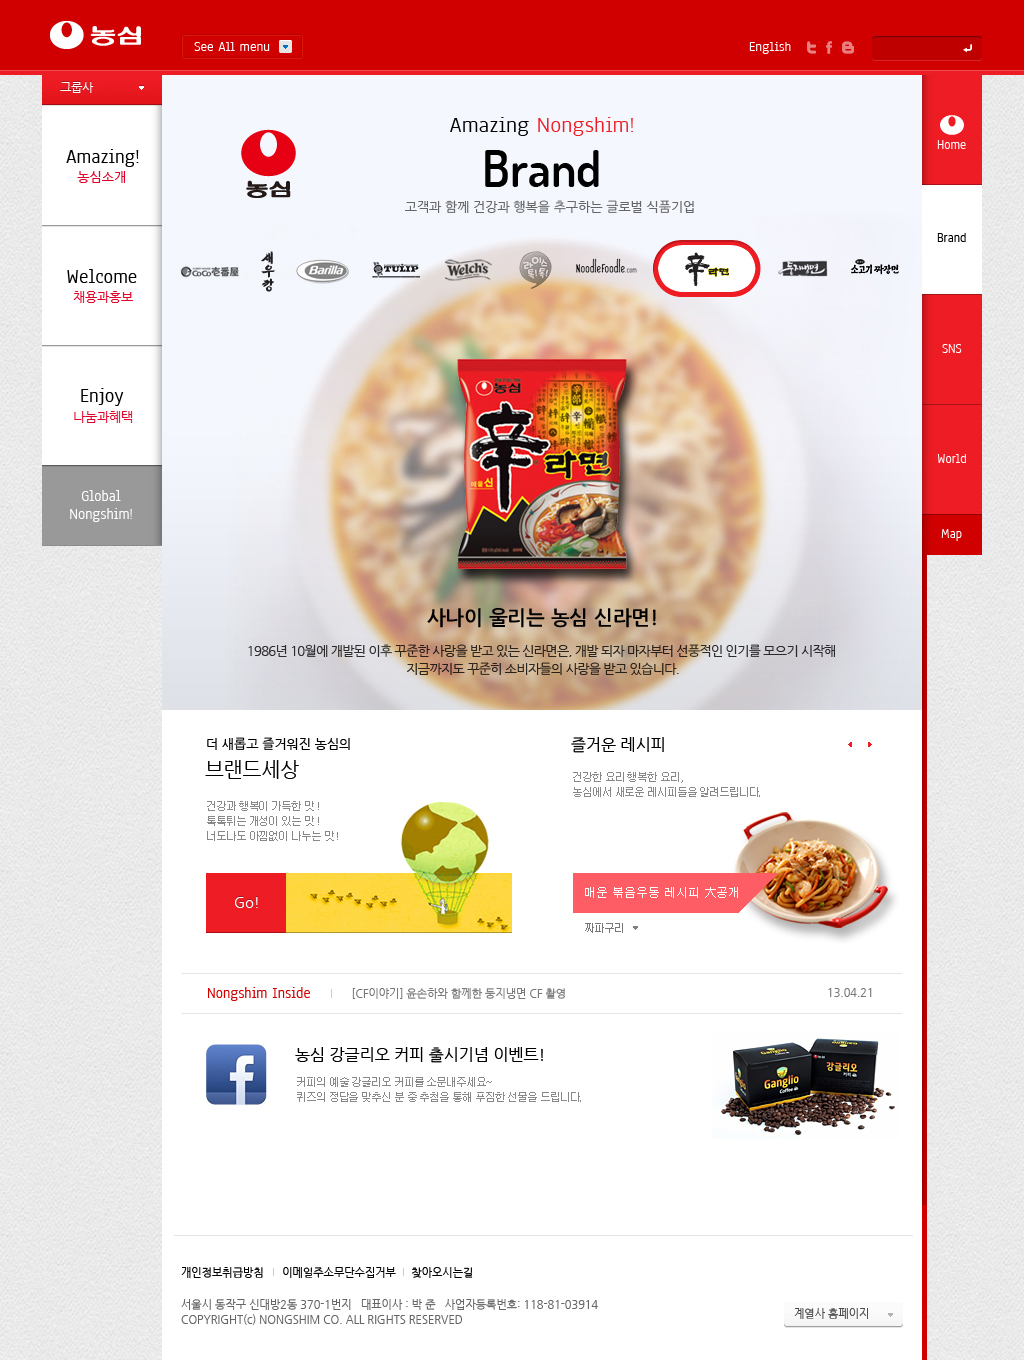 농심
See All menu
English
그룹사
Amazing!
농심소개
Welcome
채용과홍보
Enjoy
나눔과혜택
Global
Nongshim!
Home
Brand
SNS
World
Map
Amazing Nongshim!
Brand
고객과 함께 건강과 행복을 추구하는 글로벌 식품기업
농심
CoCo壱番屋
새우깡
Barilla
TULIP
Welch's
라이스툭툭
NoodleFoodle.com
辛라면
둥지냉면
소고기 짜장면
농심
辛라면
매울신
사나이 울리는 농심 신라면!
1986년 10월에 개발된 이후 꾸준한 사랑을 받고 있는 신라면은, 개발 되자 마자부터 선풍적인 인기를 모으기 시작해
지금까지도 꾸준히 소비자들의 사랑을 받고 있습니다.
더 새롭고 즐거워진 농심의
브랜드세상
건강과 행복이 가득한 맛!
톡톡튀는 개성이 있는 맛!
너도나도 아낌없이 나누는 맛!
Go!
즐거운 레시피
건강한 요리 행복한 요리,
농심에서 새로운 레시피들을 알려드립니다.
매운 볶음우동 레시피 大공개
짜파구리
Nongshim Inside
[CF이야기] 윤손하와 함께한 둥지냉면 CF 촬영
13.04.21
농심 강글리오 커피 출시기념 이벤트!
커피의 예술 강글리오 커피를 소문내주세요~
퀴즈의 정답을 맞추신 분 중 추첨을 통해 푸짐한 선물을 드립니다.
Ganglio
Coffee
강글리오
커피
개인정보취급방침
이메일주소무단수집거부
찾아오시는길
서울시 동작구 신대방2동 370-1번지 대표이사 : 박 준 사업자등록번호: 118-81-03914
COPYRIGHT(c) NONGSHIM CO. ALL RIGHTS RESERVED
계열사 홈페이지